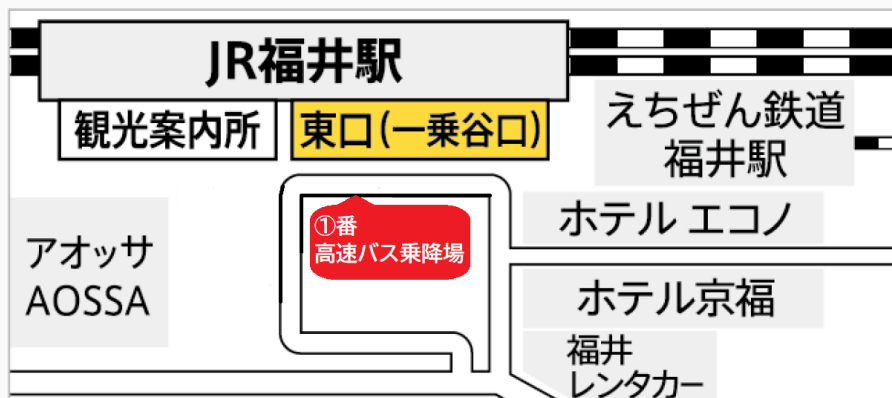 JR福井駅
観光案内所
東口(一乗谷口)
えちぜん鉄道
福井駅
①番
高速バス乗降場
ホテル エコノ
アオッサ
AOSSA
ホテル京福
福井
レンタカー